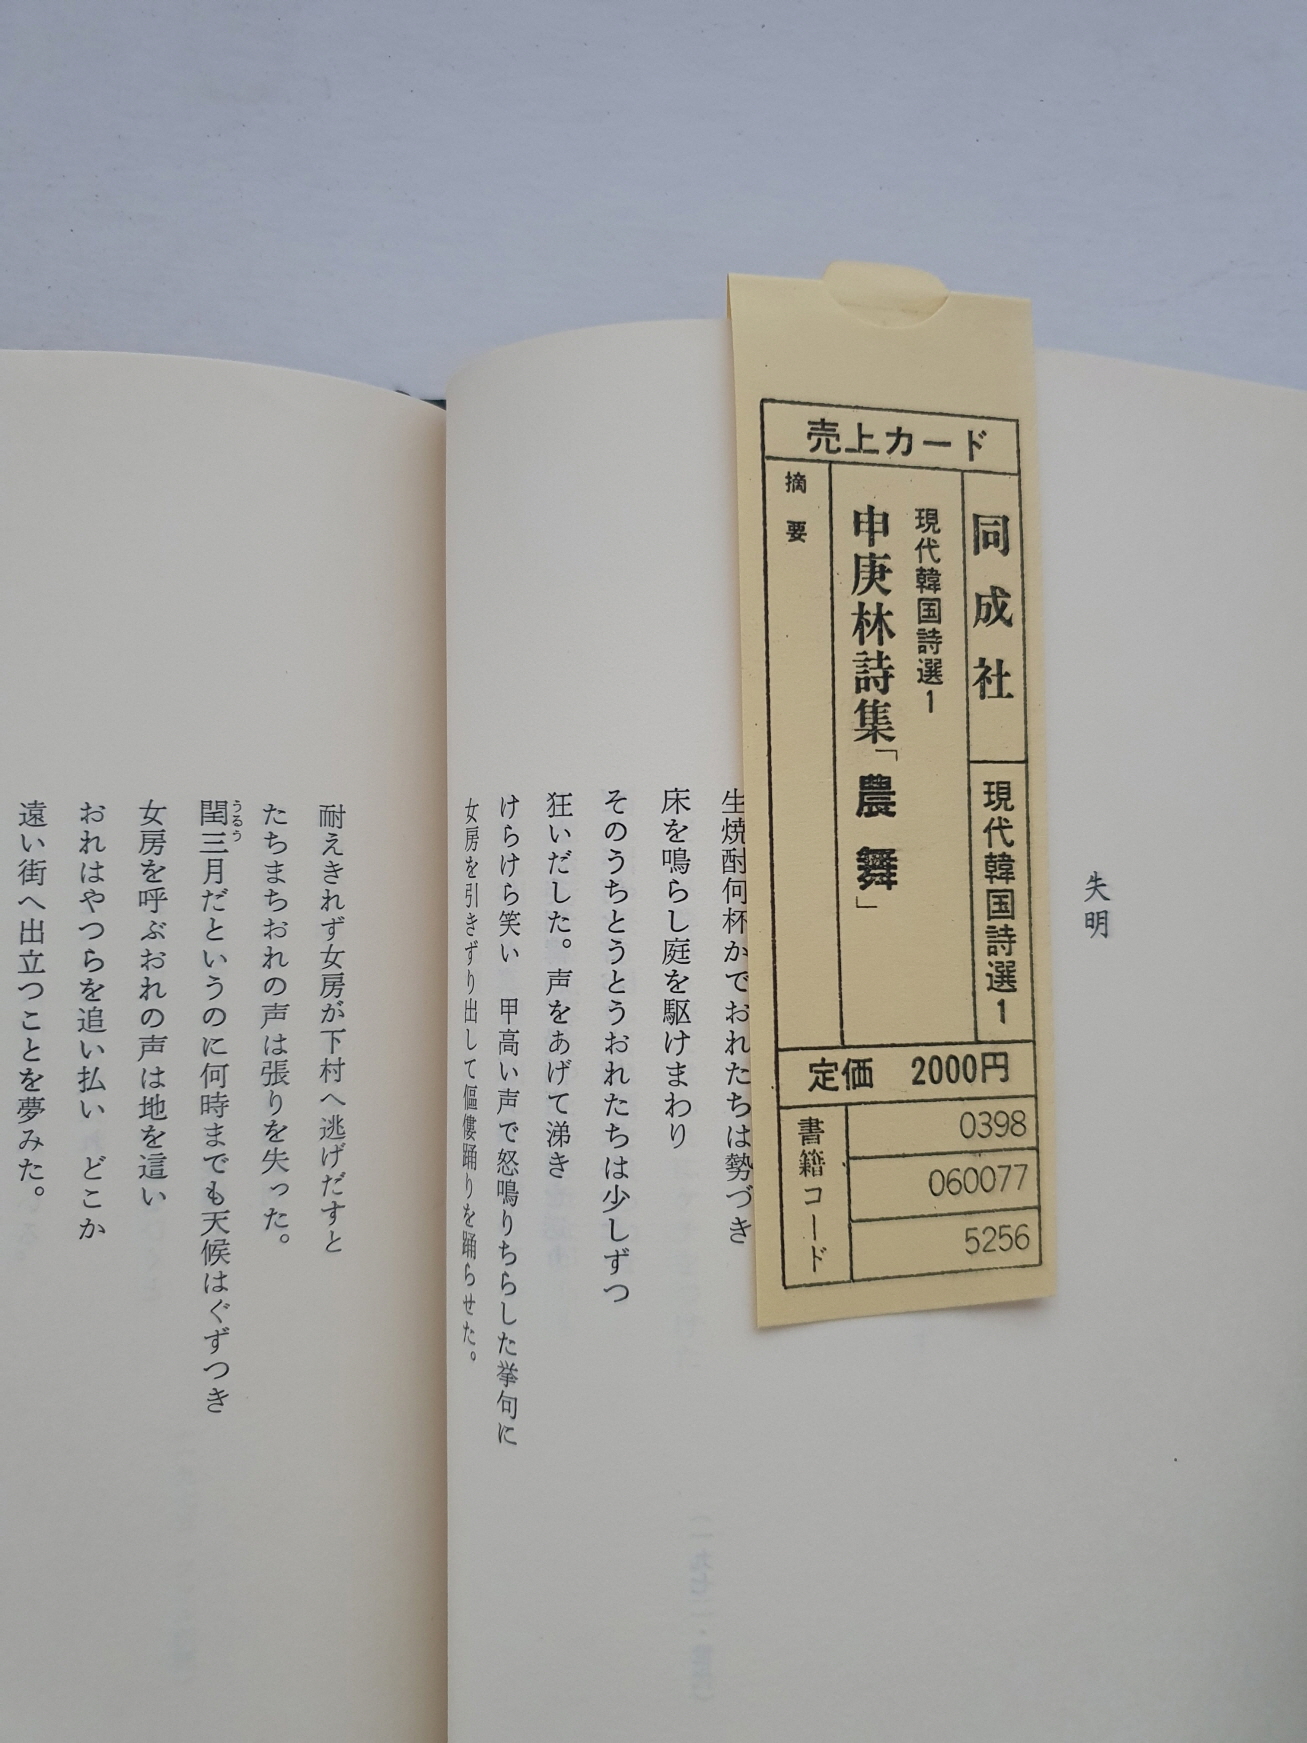 売上カード
同成社
現代韓国詩選1
現代韓国詩選1
申庚林詩集「農舞」
摘要
定価 2000円
書籍コード
0398
060077
5256
失明
生焼酎何杯かでおれたちは勢づき
床を鳴らし庭を駆けまわり
そのうちとうとうおれたちは少しずつ
狂いだした。声をあげて涕き
けらけら笑い 甲高い声で怒鳴りちらした挙句に
女房を引きずり出して傴僂踊りを踊らせた。
耐えきれず女房が下村へ逃げだすと
たちまちおれの声は張りを失った。
閏三月だというのに何時までも天候はぐずつき
うるう
女房を呼ぶおれの声は地を這い
おれはやつらを追い払い どこか
遠い街へ出立つことを夢みた。